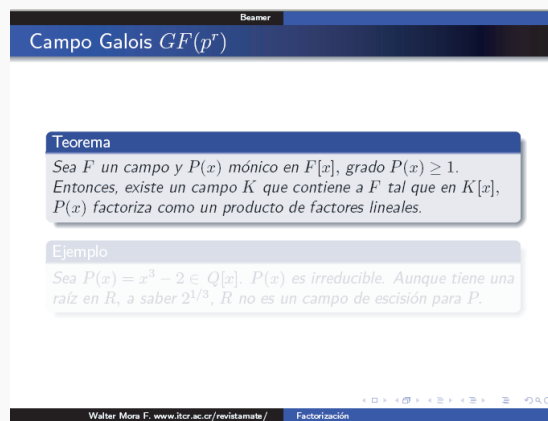 Beamer
Campo Galois GF(p^r)
Teorema
Sea F un campo y P(x) mónico en F[x], grado P(x) ≥ 1.
Entonces, existe un campo K que contiene a F tal que en K[x],
P(x) factoriza como un producto de factores lineales.
Ejemplo
Sea P(x) = x^3 − 2 ∈ Q[x]. P(x) es irreducible. Aunque tiene una
raíz en R, a saber 2^{1/3}, R no es un campo de escisión para P.
Walter Mora F. www.itcr.ac.cr/revistamate/ Factorización